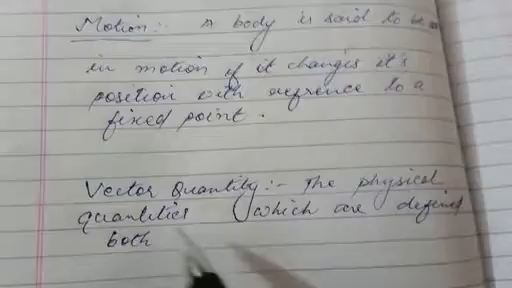 Motion:- A body is said to be
in motion if it changes it's
position with refrence to a
fixed point.
Vector Quantity:- The physical
quantities which are defined
both